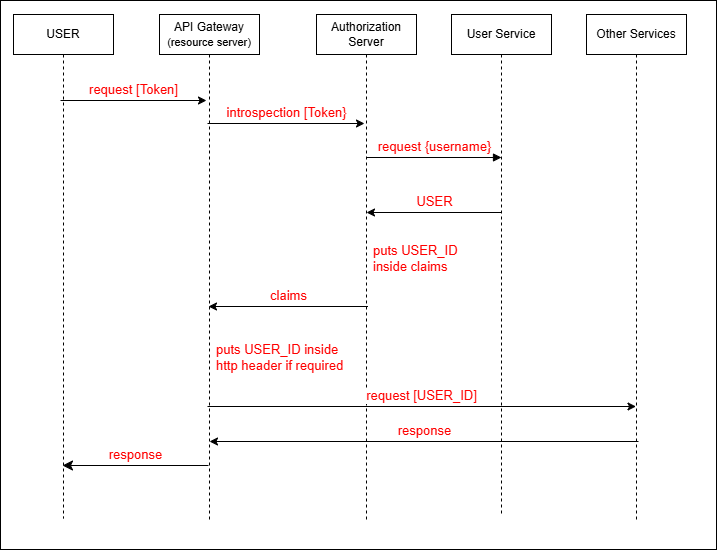 USER
API Gateway
(resource server)
Authorization
Server
User Service
Other Services
request [Token]
introspection [Token}
request {username}
USER
puts USER_ID
inside claims
claims
puts USER_ID inside
http header if required
request [USER_ID]
response
response